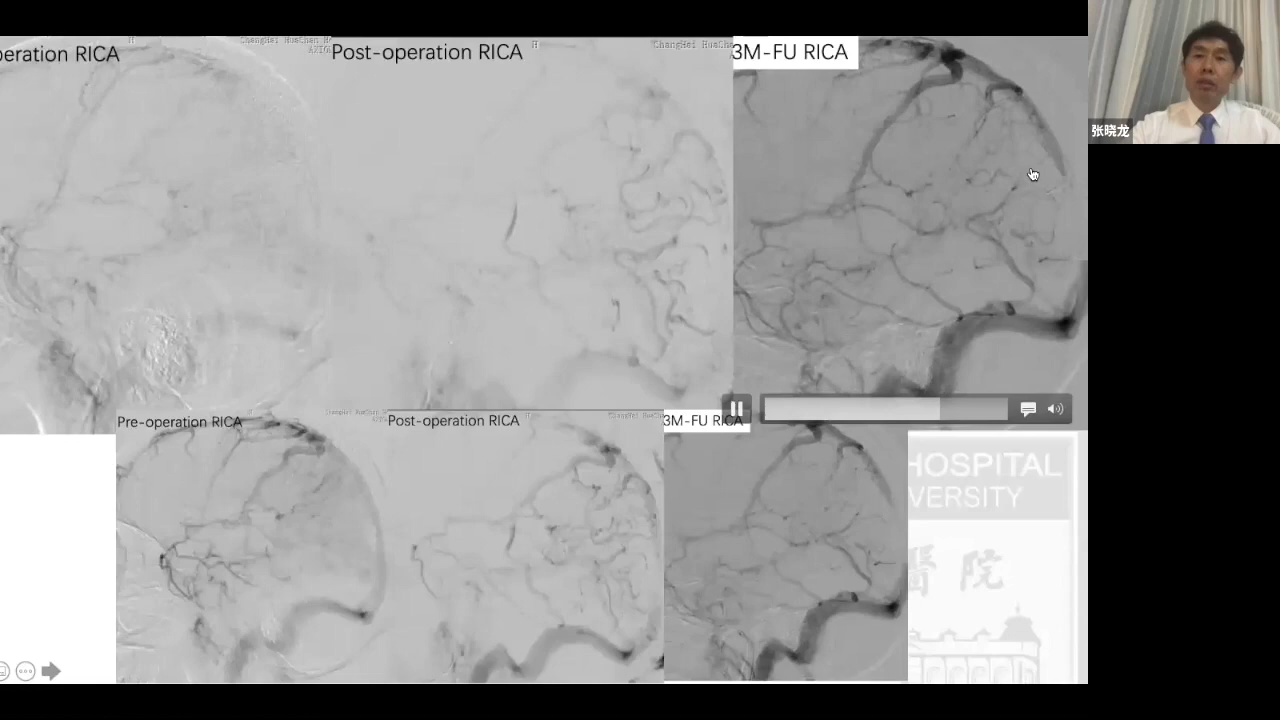 peration RICA
Post-operation RICA
3M-FU RICA
张晓龙
Pre-operation RICA
Post-operation RICA
3M-FU RICA
HOSPITAL
VERSITY
醫院